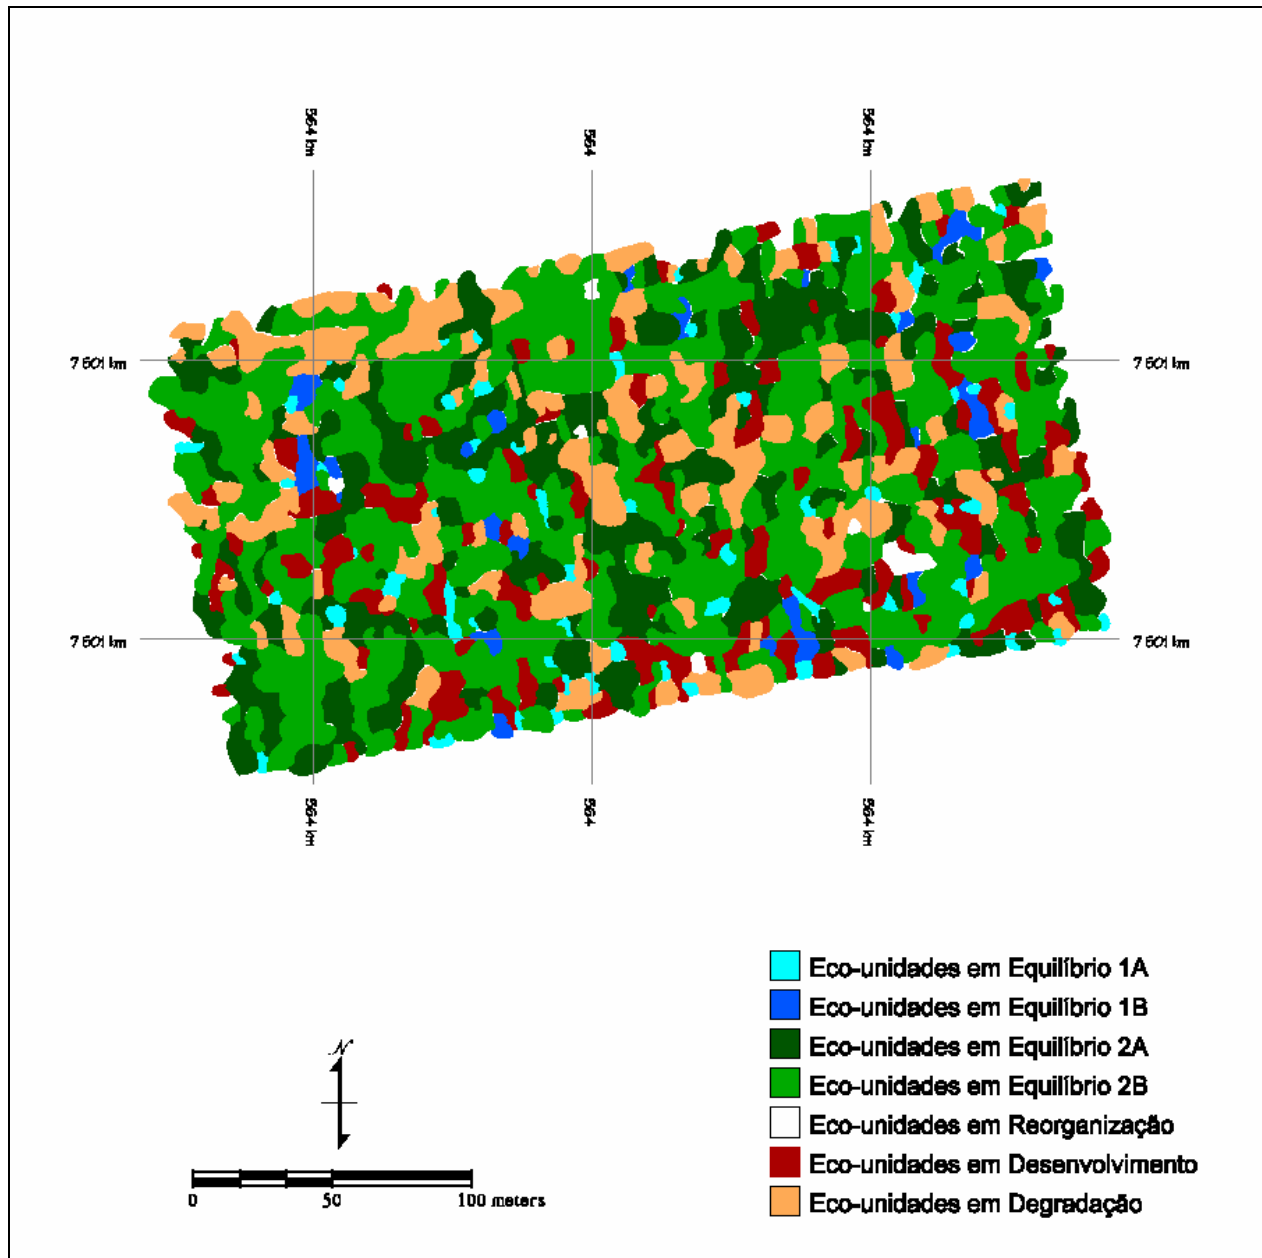 564 km
564
564 km
7 601 km
7 601 km
7 601 km
7 601 km
564 km
564
564 km
Eco-unidades em Equilíbrio 1A
Eco-unidades em Equilíbrio 1B
Eco-unidades em Equilíbrio 2A
Eco-unidades em Equilíbrio 2B
Eco-unidades em Reorganização
Eco-unidades em Desenvolvimento
Eco-unidades em Degradação
N
0 50 100 meters